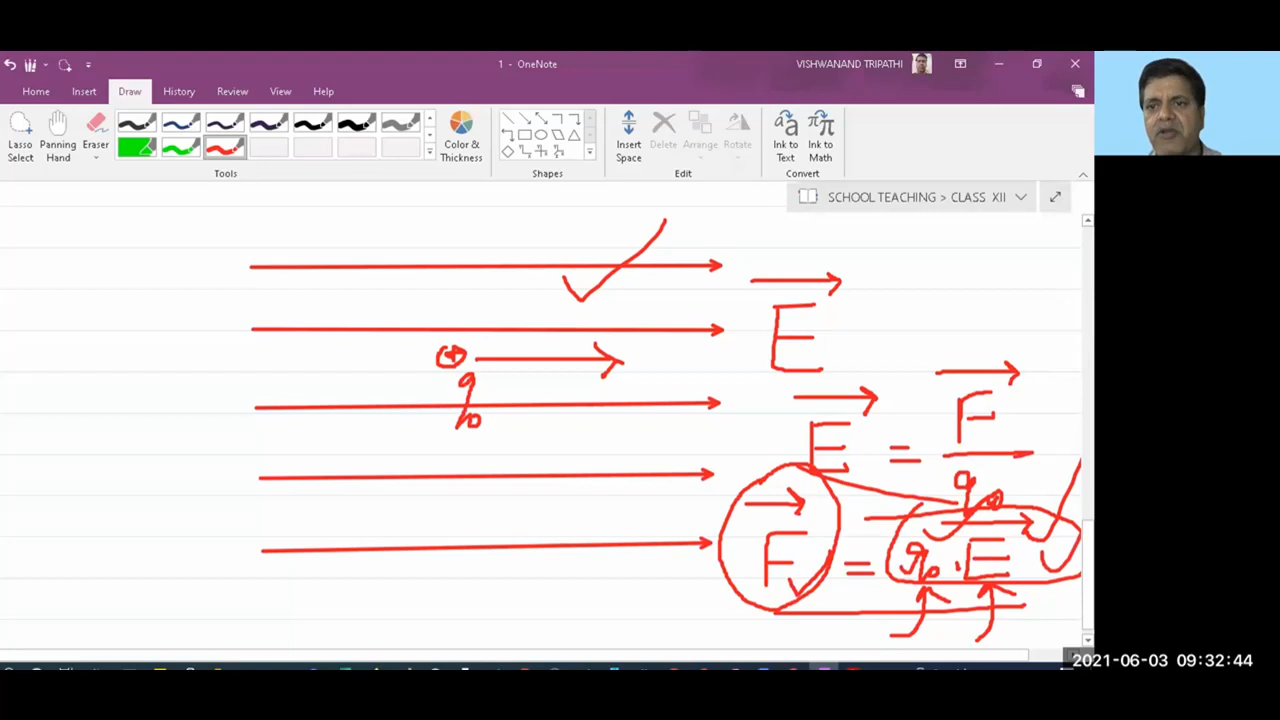 1 - OneNote
VISHWANAND TRIPATHI
Home Insert Draw History Review View Help
Lasso Select
Panning Hand
Eraser
Color & Thickness
Insert Space
Delete
Arrange
Rotate
Ink to Text
Ink to Math
Tools
Shapes
Edit
Convert
SCHOOL TEACHING > CLASS XII
E
+
q₀
E = F / q₀
F = q₀ . E
2021-06-03 09:32:44